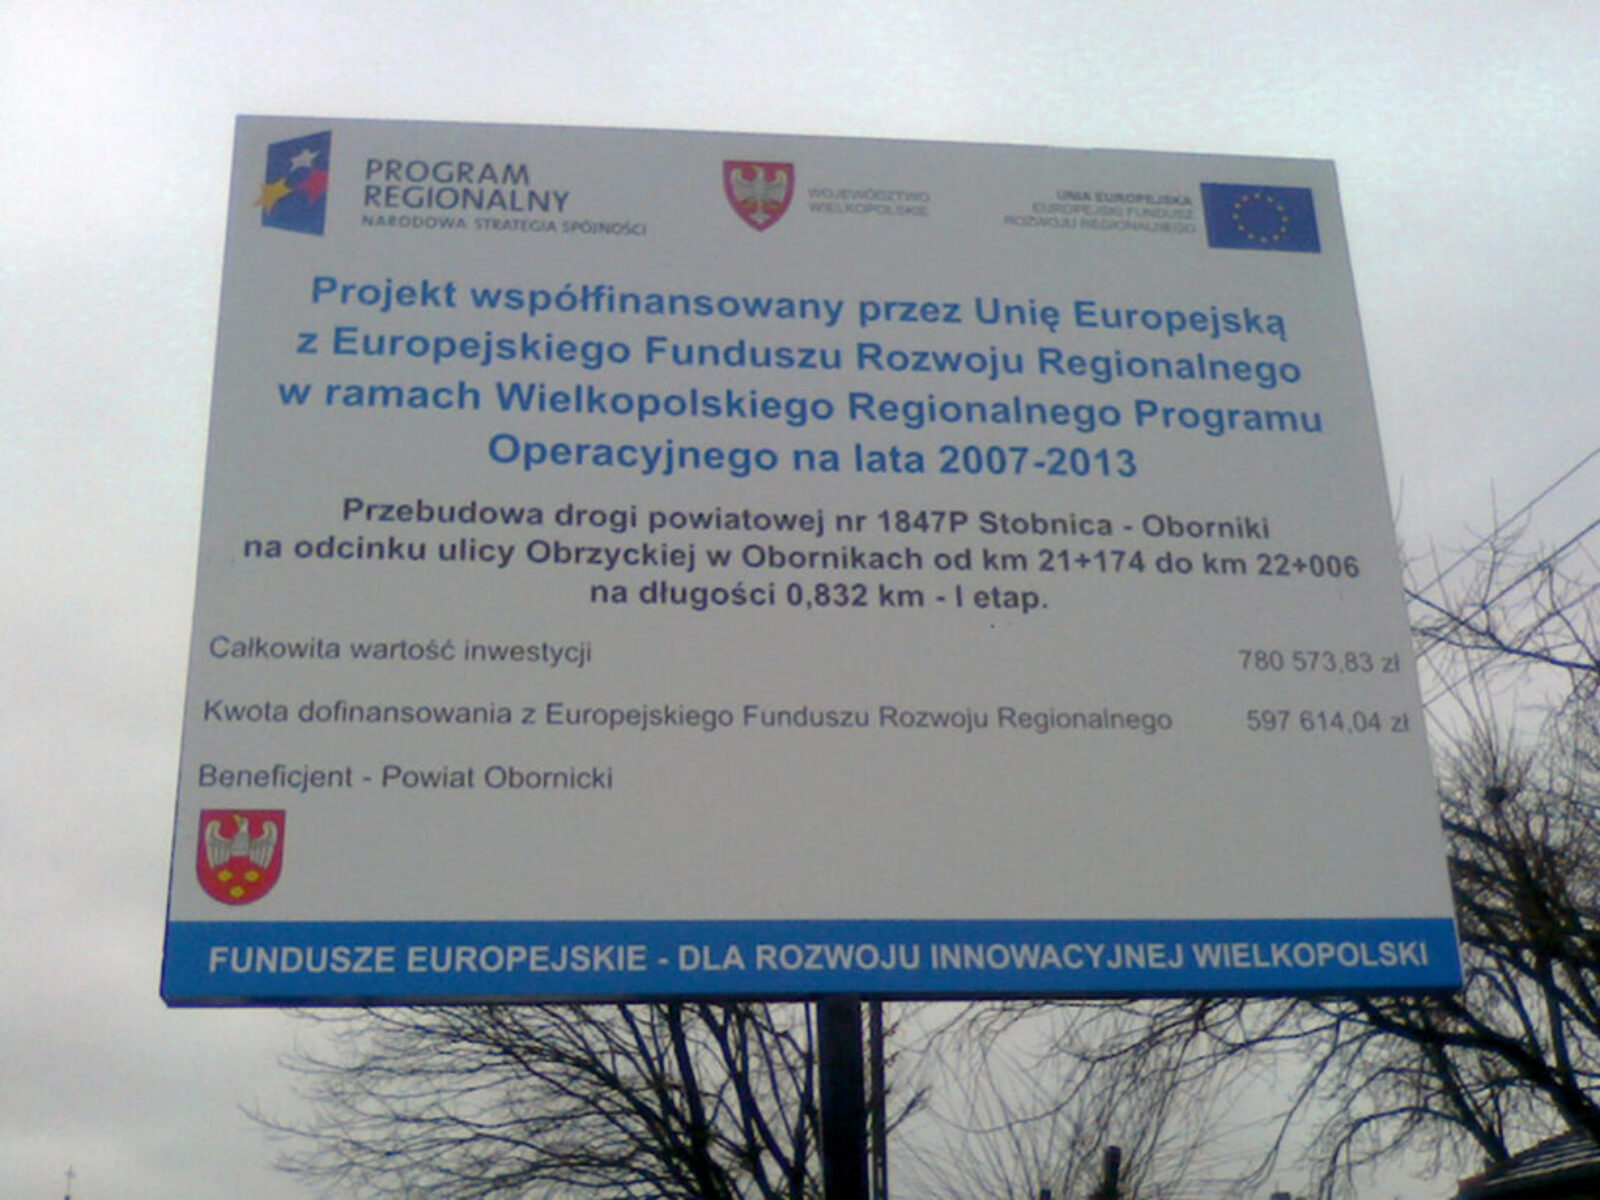 PROGRAM
REGIONALNY
NARODOWA STRATEGIA SPÓJNOŚCI
WOJEWÓDZTWO
WIELKOPOLSKIE
UNIA EUROPEJSKA
EUROPEJSKI FUNDUSZ
ROZWOJU REGIONALNEGO
Projekt współfinansowany przez Unię Europejską
z Europejskiego Funduszu Rozwoju Regionalnego
w ramach Wielkopolskiego Regionalnego Programu
Operacyjnego na lata 2007-2013
Przebudowa drogi powiatowej nr 1847P Stobnica - Oborniki
na odcinku ulicy Obrzyckiej w Obornikach od km 21+174 do km 22+006
na długości 0,832 km - I etap.
Całkowita wartość inwestycji 780 573,83 zł
Kwota dofinansowania z Europejskiego Funduszu Rozwoju Regionalnego 597 614,04 zł
Beneficjent - Powiat Obornicki
FUNDUSZE EUROPEJSKIE - DLA ROZWOJU INNOWACYJNEJ WIELKOPOLSKI